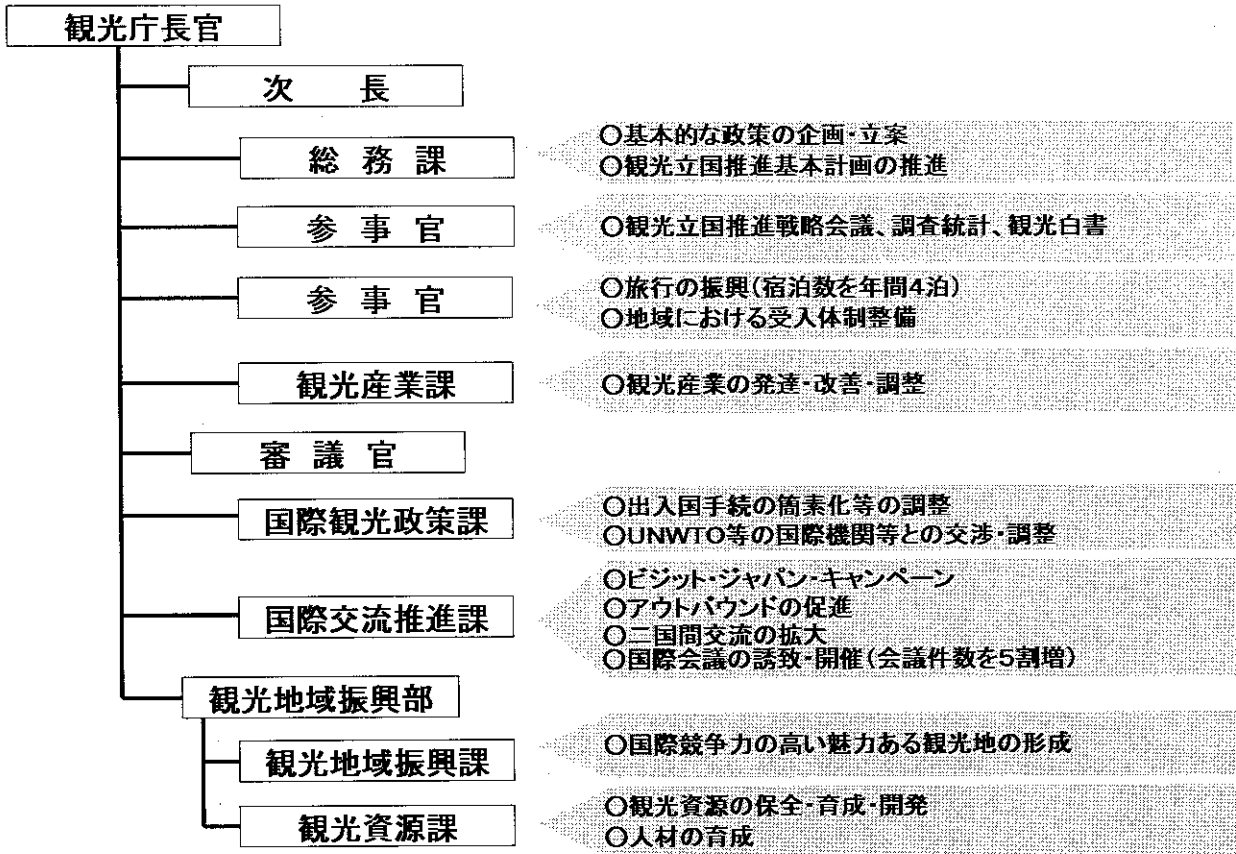 観光庁長官
次長
総務課
○基本的な政策の企画・立案
○観光立国推進基本計画の推進
参事官
○観光立国推進戦略会議、調査統計、観光白書
参事官
○旅行の振興(宿泊数を年間4泊)
○地域における受入体制整備
観光産業課
○観光産業の発達・改善・調整
審議官
国際観光政策課
○出入国手続の簡素化等の調整
○UNWTO等の国際機関等との交渉・調整
国際交流推進課
○ビジット・ジャパン・キャンペーン
○アウトバウンドの促進
○二国間交流の拡大
○国際会議の誘致・開催(会議件数を5割増)
観光地域振興部
観光地域振興課
○国際競争力の高い魅力ある観光地の形成
観光資源課
○観光資源の保全・育成・開発
○人材の育成